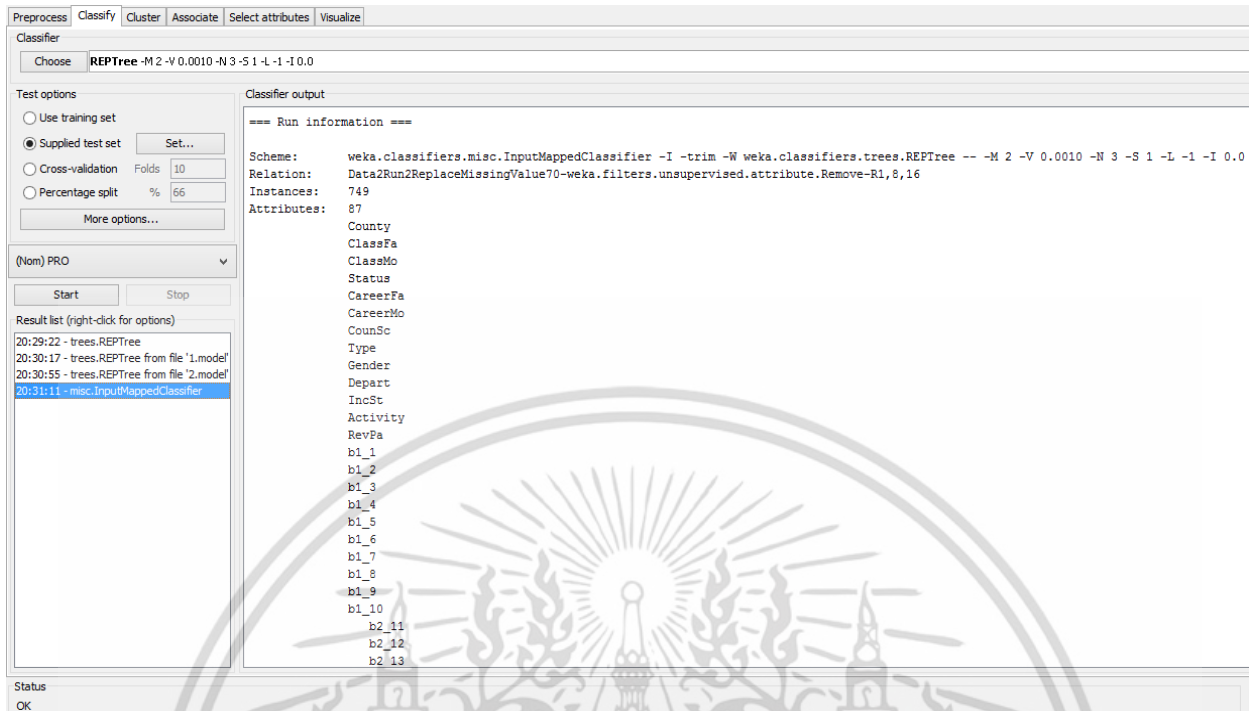 Preprocess Classify Cluster Associate Select attributes Visualize
Classifier
Choose REPTree -M 2 -V 0.0010 -N 3 -S 1 -L -1 -I 0.0
Test options
Use training set
Supplied test set Set...
Cross-validation Folds 10
Percentage split % 66
More options...
(Nom) PRO
Start Stop
Result list (right-click for options)
20:29:22 - trees.REPTree
20:30:17 - trees.REPTree from file '1.model'
20:30:55 - trees.REPTree from file '2.model'
20:31:11 - misc.InputMappedClassifier
Classifier output
=== Run information ===
Scheme: weka.classifiers.misc.InputMappedClassifier -I -trim -W weka.classifiers.trees.REPTree -- -M 2 -V 0.0010 -N 3 -S 1 -L -1 -I 0.0
Relation: Data2Run2ReplaceMissingValue70-weka.filters.unsupervised.attribute.Remove-R1,8,16
Instances: 749
Attributes: 87
County
ClassFa
ClassMo
Status
CareerFa
CareerMo
CounSc
Type
Gender
Depart
IncSt
Activity
RevPa
b1_1
b1_2
b1_3
b1_4
b1_5
b1_6
b1_7
b1_8
b1_9
b1_10
b2_11
b2_12
b2_13
Status
OK